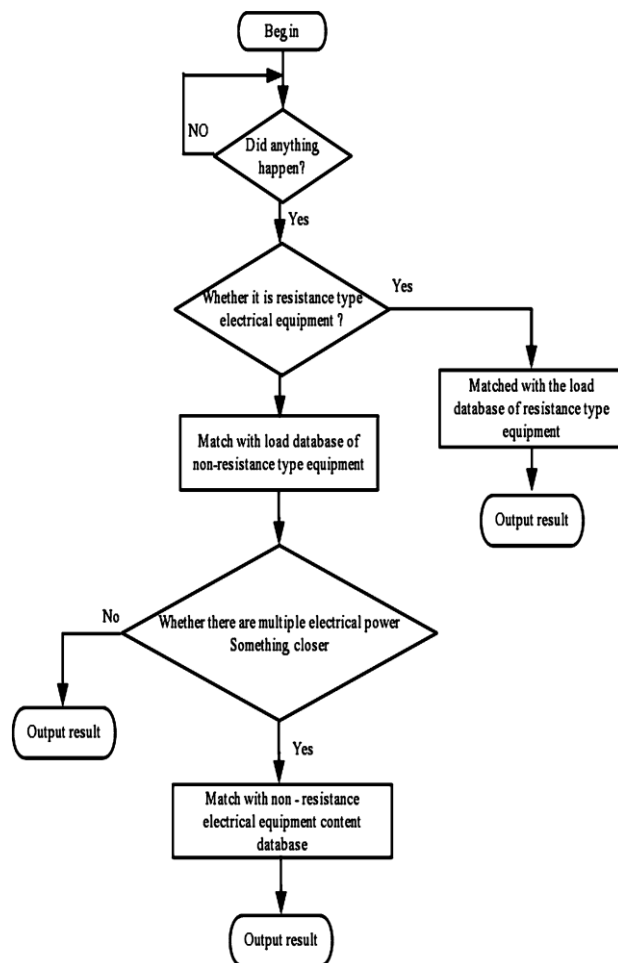 Begin
NO
Did anything
happen?
Yes
Whether it is resistance type
electrical equipment ?
Yes
Matched with the load
database of resistance type
equipment
Match with load database of
non-resistance type equipment
Output result
No
Whether there are multiple electrical power
Something closer
Output result
Yes
Match with non - resistance
electrical equipment content
database
Output result